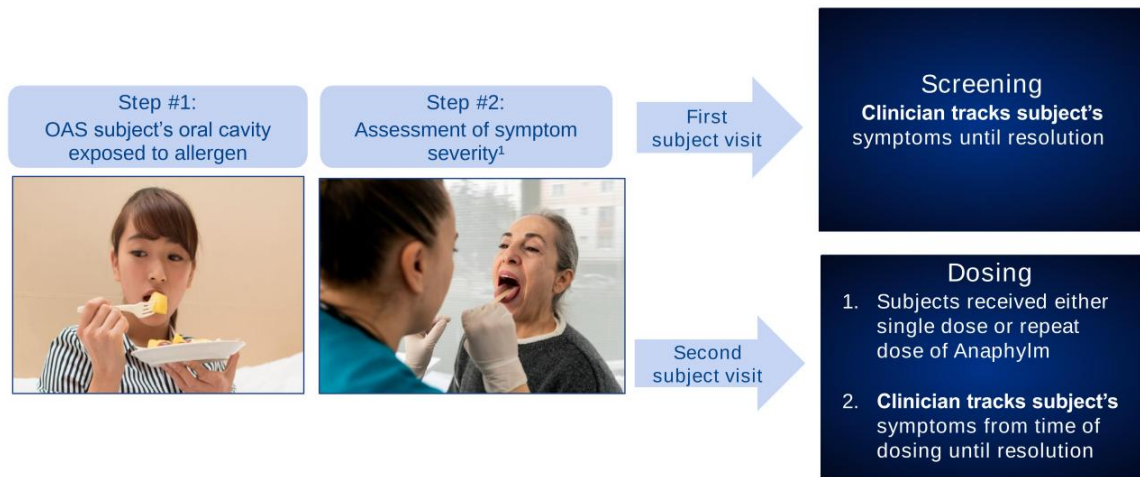 Step #1:
OAS subject's oral cavity
exposed to allergen
Step #2:
Assessment of symptom
severity¹
First
subject visit
Screening
Clinician tracks subject's
symptoms until resolution
Second
subject visit
Dosing
1. Subjects received either
single dose or repeat
dose of Anaphylm
2. Clinician tracks subject's
symptoms from time of
dosing until resolution